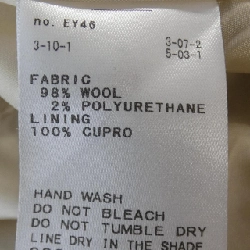 no. EY46
3-10-1 3-07-2
5-03-1
FABRIC
98% WOOL
2% POLYURETHANE
LINING
100% CUPRO
HAND WASH
DO NOT BLEACH
DO NOT TUMBLE DRY
LINE DRY IN THE SHADE